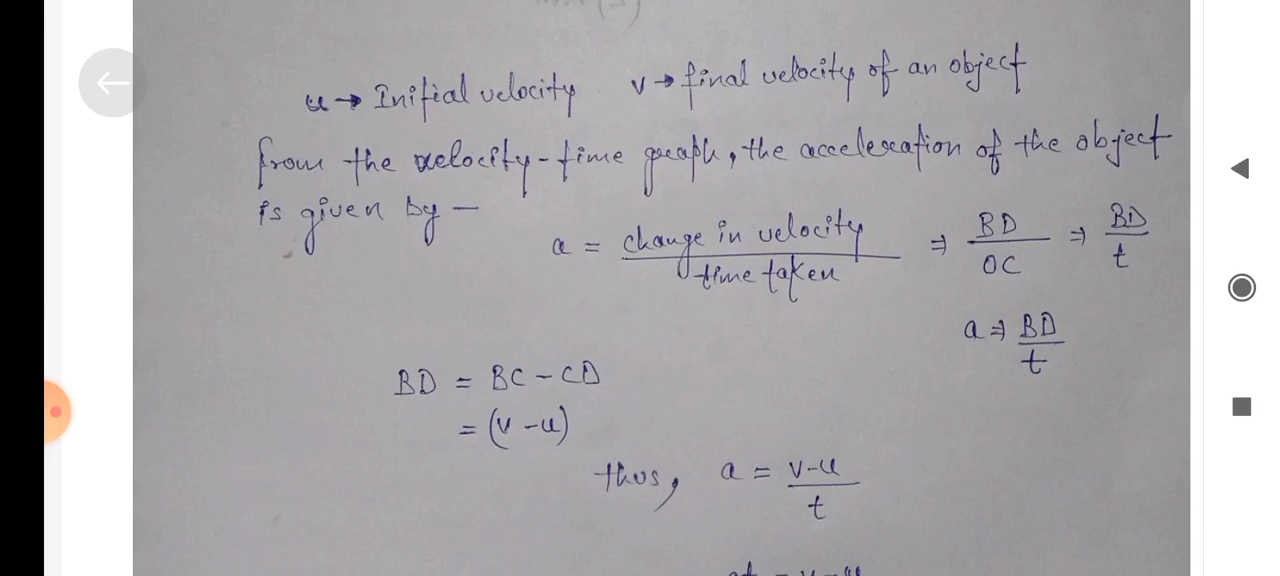 u → Initial velocity v → final velocity of an object
from the velocity-time graph, the acceleration of the object
is given by —
a = change in velocity / time taken ⇒ BD / OC ⇒ BD / t
a ⇒ BD / t
BD = BC - CD
= (v - u)
thus, a = v-u / t
at = v-u